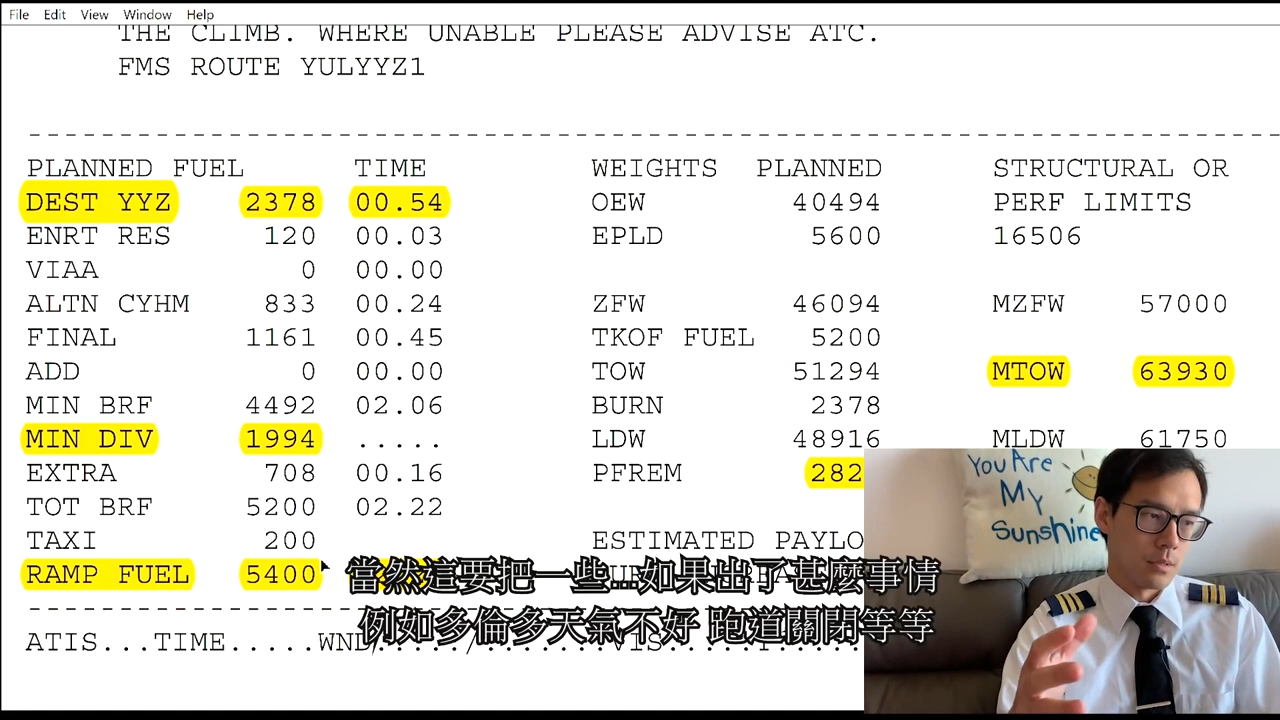 File Edit View Window Help
THE CLIMB. WHERE UNABLE PLEASE ADVISE ATC.
FMS ROUTE YULYYZ1
PLANNED FUEL TIME WEIGHTS PLANNED STRUCTURAL OR
DEST YYZ 2378 00.54 OEW 40494 PERF LIMITS
ENRT RES 120 00.03 EPLD 5600 16506
VIAA 0 00.00
ALTN CYHM 833 00.24 ZFW 46094 MZFW 57000
FINAL 1161 00.45 TKOF FUEL 5200
ADD 0 00.00 TOW 51294 MTOW 63930
MIN BRF 4492 02.06 BURN 2378
MIN DIV 1994 ..... LDW 48916 MLDW 61750
EXTRA 708 00.16 PFREM 282
TOT BRF 5200 02.22
TAXI 200 ESTIMATED PAYLO
RAMP FUEL 5400
當然這要把一些...如果出了甚麼事情
例如多倫多天氣不好 跑道關閉等等
ATIS...TIME.....WND
You Are
My
Sunshine